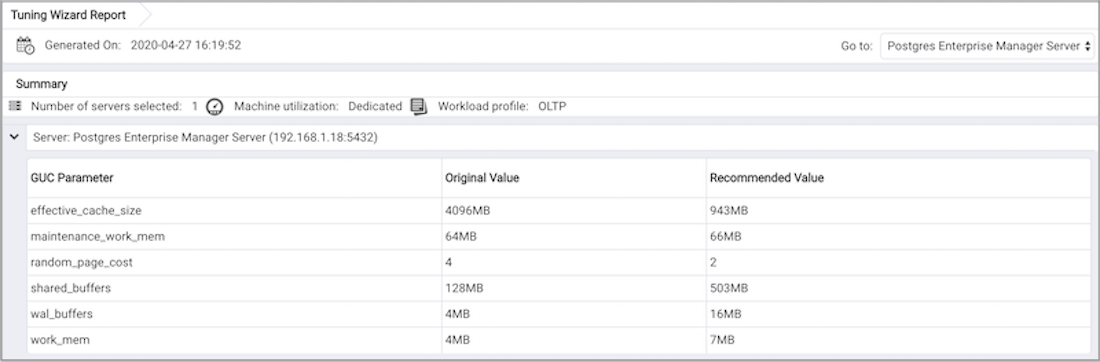 Tuning Wizard Report
Generated On: 2020-04-27 16:19:52 Go to: Postgres Enterprise Manager Server
Summary
Number of servers selected: 1 Machine utilization: Dedicated Workload profile: OLTP
Server: Postgres Enterprise Manager Server (192.168.1.18:5432)
GUC Parameter Original Value Recommended Value
effective_cache_size 4096MB 943MB
maintenance_work_mem 64MB 66MB
random_page_cost 4 2
shared_buffers 128MB 503MB
wal_buffers 4MB 16MB
work_mem 4MB 7MB